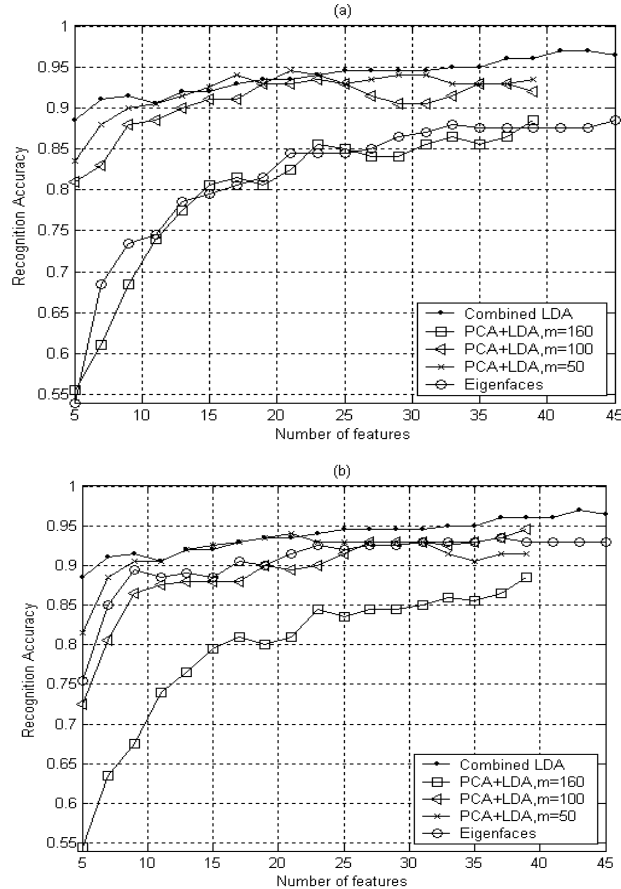 (a)
1
0.95
0.9
0.85
0.8
0.75
0.7
0.65
0.6
0.55
Recognition Accuracy
5 10 15 20 25 30 35 40 45
Number of features
Combined LDA
PCA+LDA,m=160
PCA+LDA,m=100
PCA+LDA,m=50
Eigenfaces
(b)
1
0.95
0.9
0.85
0.8
0.75
0.7
0.65
0.6
0.55
Recognition Accuracy
5 10 15 20 25 30 35 40 45
Number of features
Combined LDA
PCA+LDA,m=160
PCA+LDA,m=100
PCA+LDA,m=50
Eigenfaces